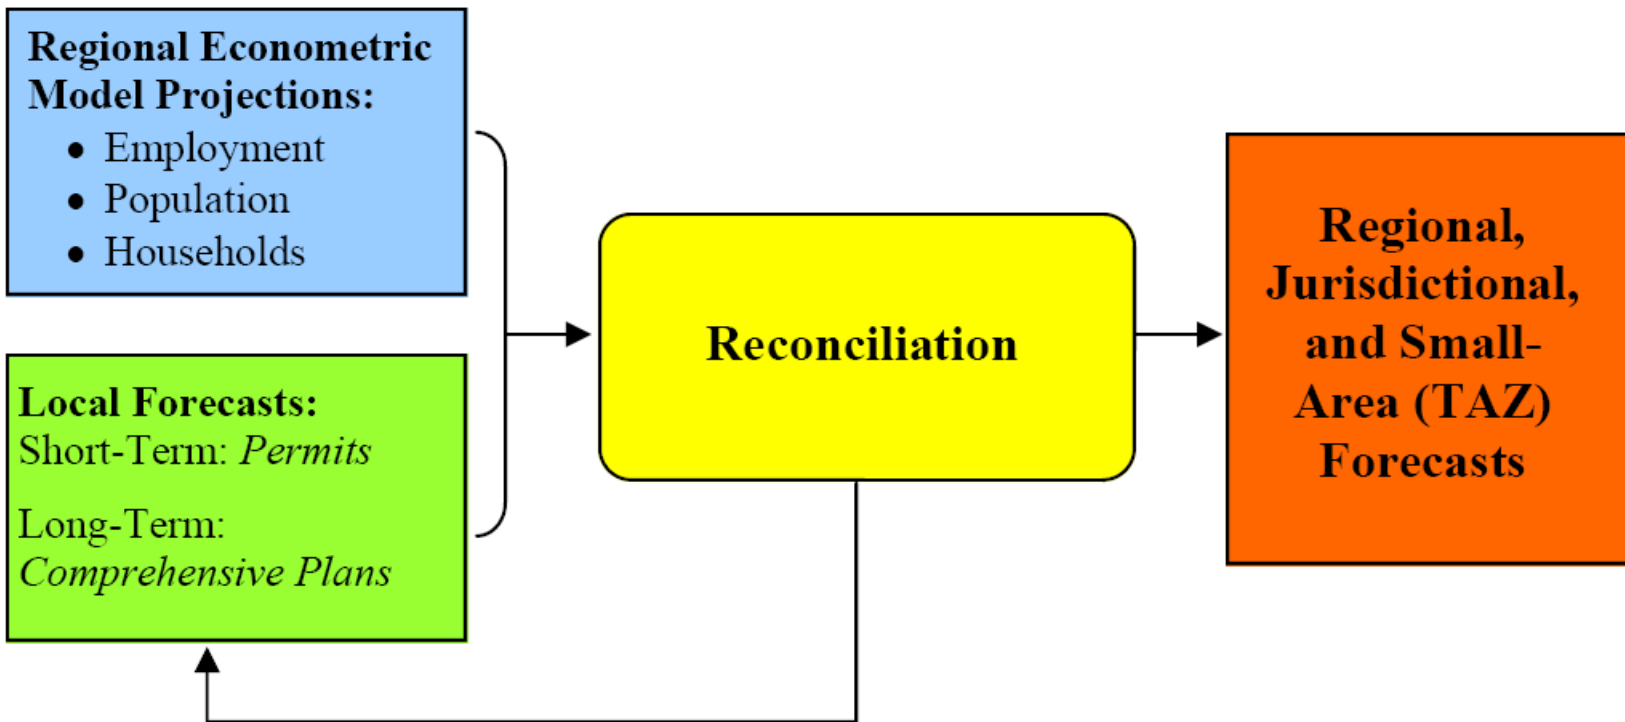 Regional Econometric
Model Projections:
• Employment
• Population
• Households
Local Forecasts:
Short-Term: Permits
Long-Term:
Comprehensive Plans
Reconciliation
Regional,
Jurisdictional,
and Small-
Area (TAZ)
Forecasts